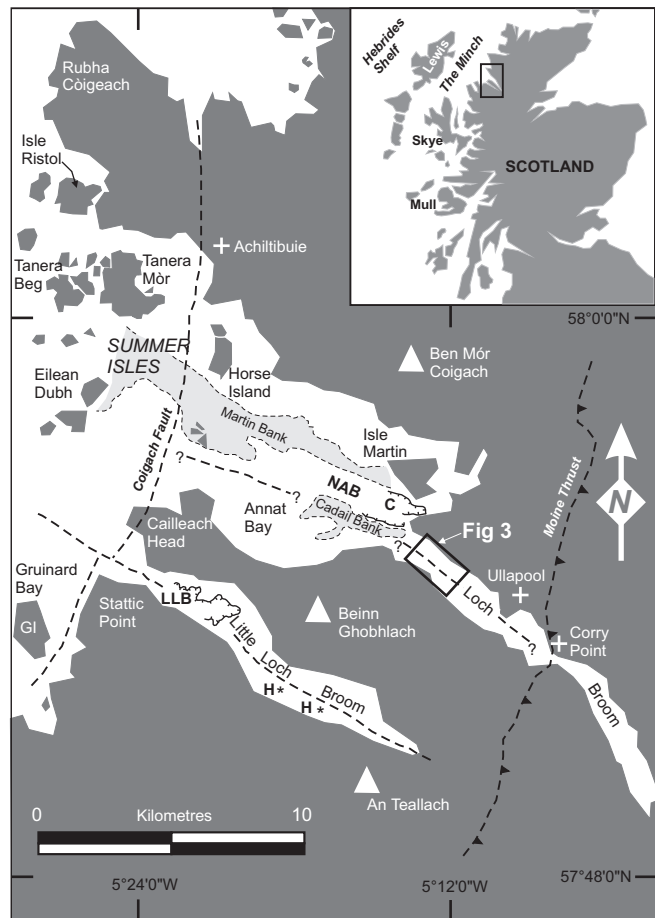 Rubha
Còigeach
Isle
Ristol
Achiltibuie
Tanera
Beg
Tanera
Mòr
Hebrides
Shelf
Lewis
The Minch
Skye
SCOTLAND
Mull
58°0'0"N
SUMMER
ISLES
Eilean
Dubh
Horse
Island
Ben Mór
Coigach
Martin Bank
Isle
Martin
Coigach Fault
?
?
NAB
C
Moine Thrust
N
Annat
Bay
Cadail Bank
?
Fig 3
Cailleach
Head
Gruinard
Bay
Ullapool
Loch
GI
Stattic
Point
LLB
Beinn
Ghobhlach
Corry
Point
?
Little
Loch
Broom
Broom
H*
H*
An Teallach
0
Kilometres
10
57°48'0"N
5°24'0"W
5°12'0"W